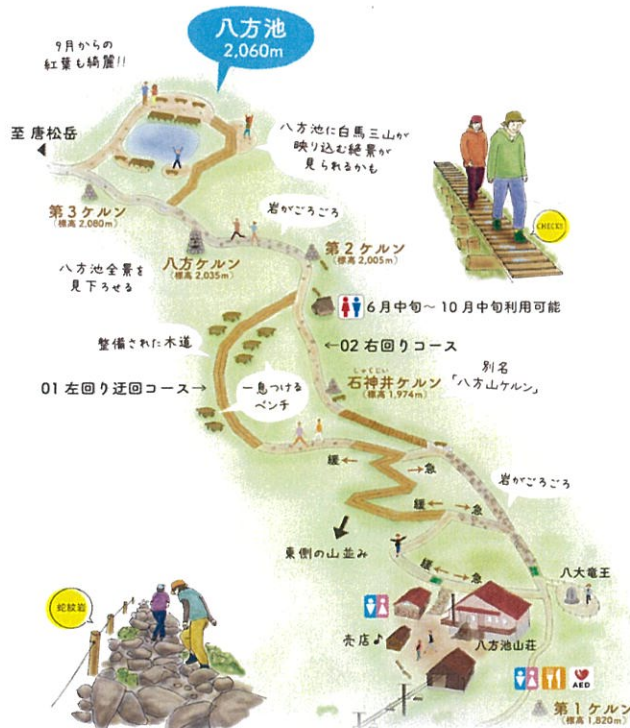 八方池
2,060m
9月からの
紅葉も綺麗!!
至 唐松岳
八方池に白馬三山が
映り込む絶景が
見られるかも
第3ケルン
(標高 2,080m)
岩がごろごろ
CHECK!!
八方ケルン
(標高 2,035m)
第2ケルン
(標高 2,005m)
八方池全景を
見下ろせる
6月中旬〜10月中旬利用可能
整備された木道
←02 右回りコース
01 左回り迂回コース→
一息つける
ベンチ
しゃくじい
石神井ケルン
(標高 1,974m)
別名
「八方山ケルン」
緩← →急
岩がごろごろ
緩← →急
東側の山並み
緩← →急
八大竜王
蛇紋岩
売店♪
八方池山荘
AED
第1ケルン
(標高 1,820m)